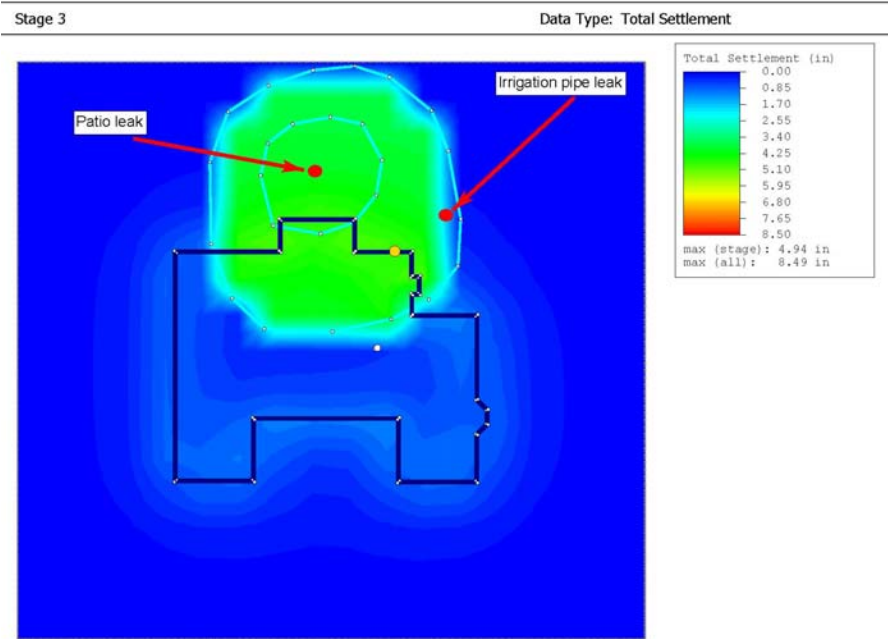 Stage 3
Data Type: Total Settlement
Patio leak
Irrigation pipe leak
Total Settlement (in)
0.00
0.85
1.70
2.55
3.40
4.25
5.10
5.95
6.80
7.65
8.50
max (stage): 4.94 in
max (all): 8.49 in